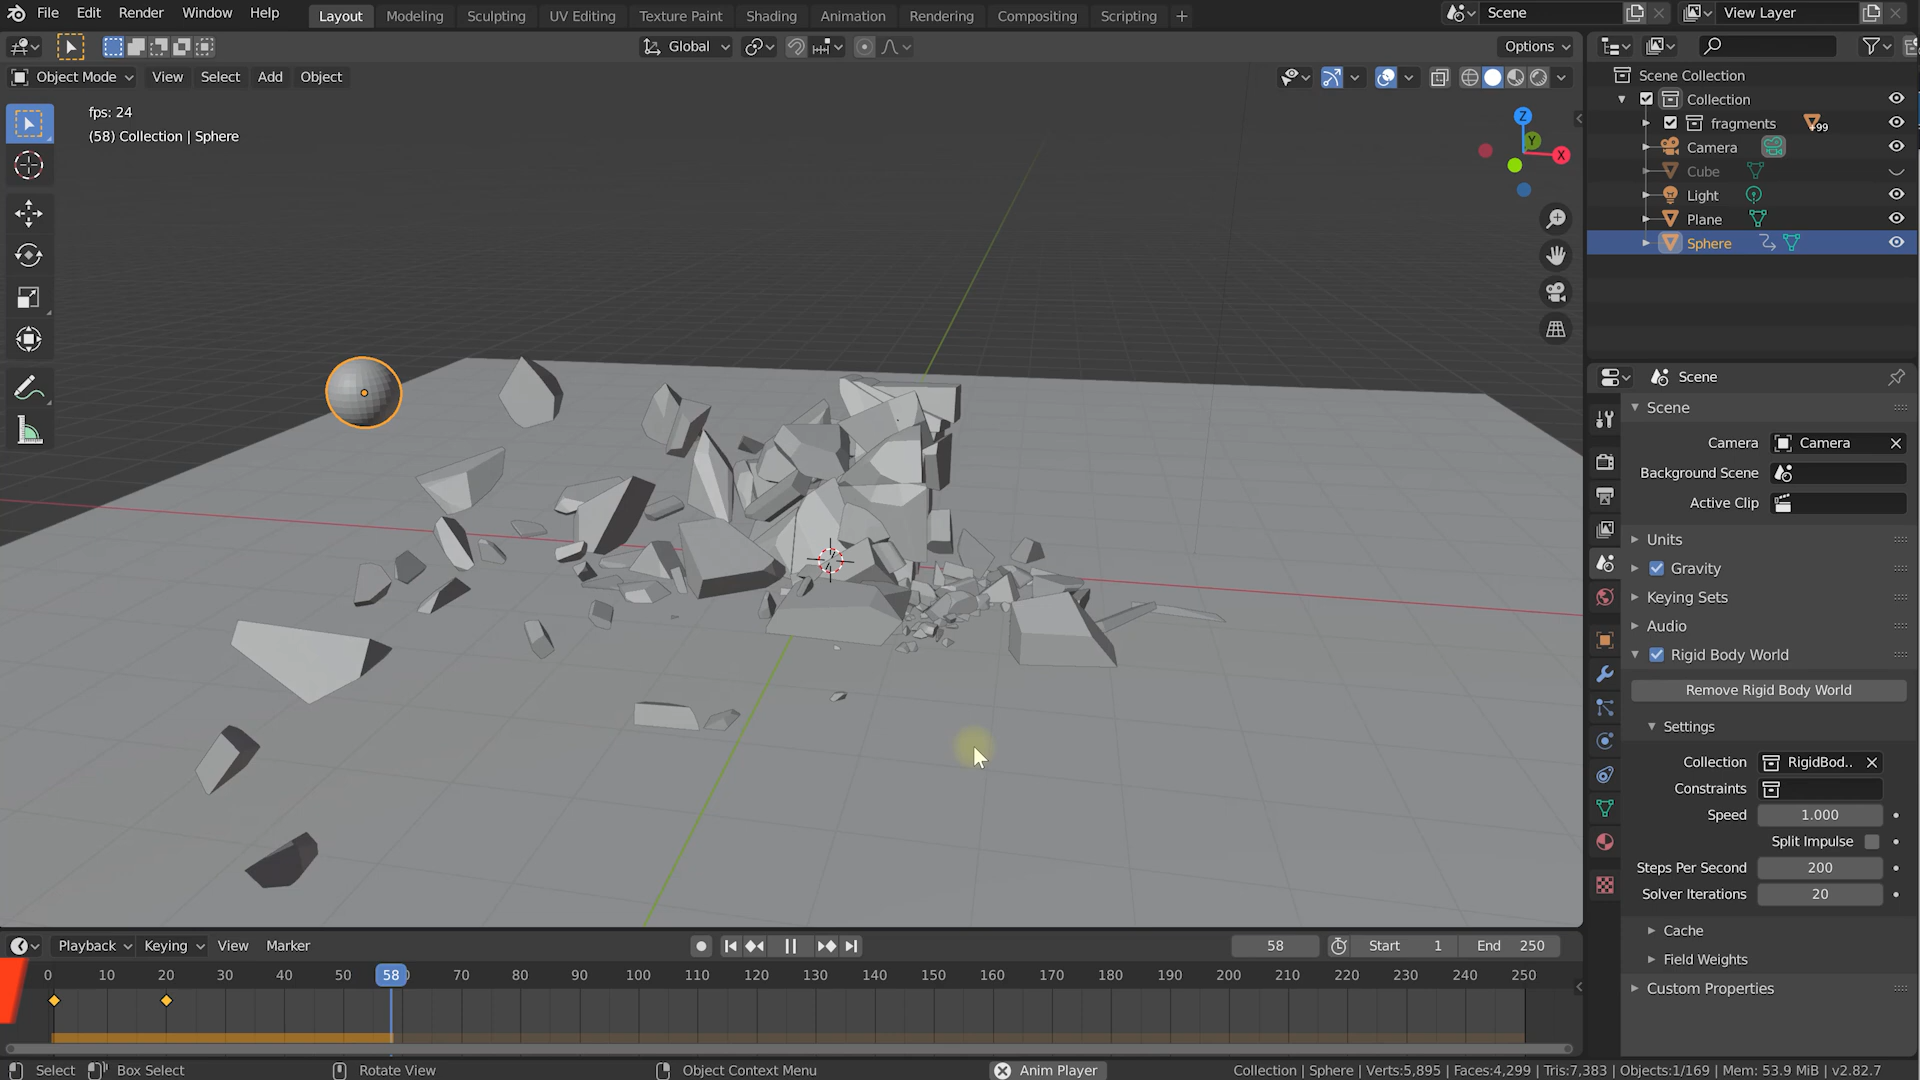 File Edit Render Window Help Layout Modeling Sculpting UV Editing Texture Paint Shading Animation Rendering Compositing Scripting + Scene View Layer
Global Options
Object Mode View Select Add Object
fps: 24
(58) Collection | Sphere
Z
Y
X
Scene Collection
Collection
fragments 99
Camera
Cube
Light
Plane
Sphere
Scene
Scene
Camera Camera
Background Scene
Active Clip
Units
Gravity
Keying Sets
Audio
Rigid Body World
Remove Rigid Body World
Settings
Collection RigidBod..
Constraints
Speed 1.000
Split Impulse
Steps Per Second 200
Solver Iterations 20
Cache
Field Weights
Custom Properties
Playback Keying View Marker 58 Start 1 End 250
0 10 20 30 40 50 58 70 80 90 100 110 120 130 140 150 160 170 180 190 200 210 220 230 240 250
Select Box Select Rotate View Object Context Menu Anim Player Collection | Sphere | Verts:5,895 | Faces:4,299 | Tris:7,383 | Objects:1/169 | Mem: 53.9 MiB | v2.82.7